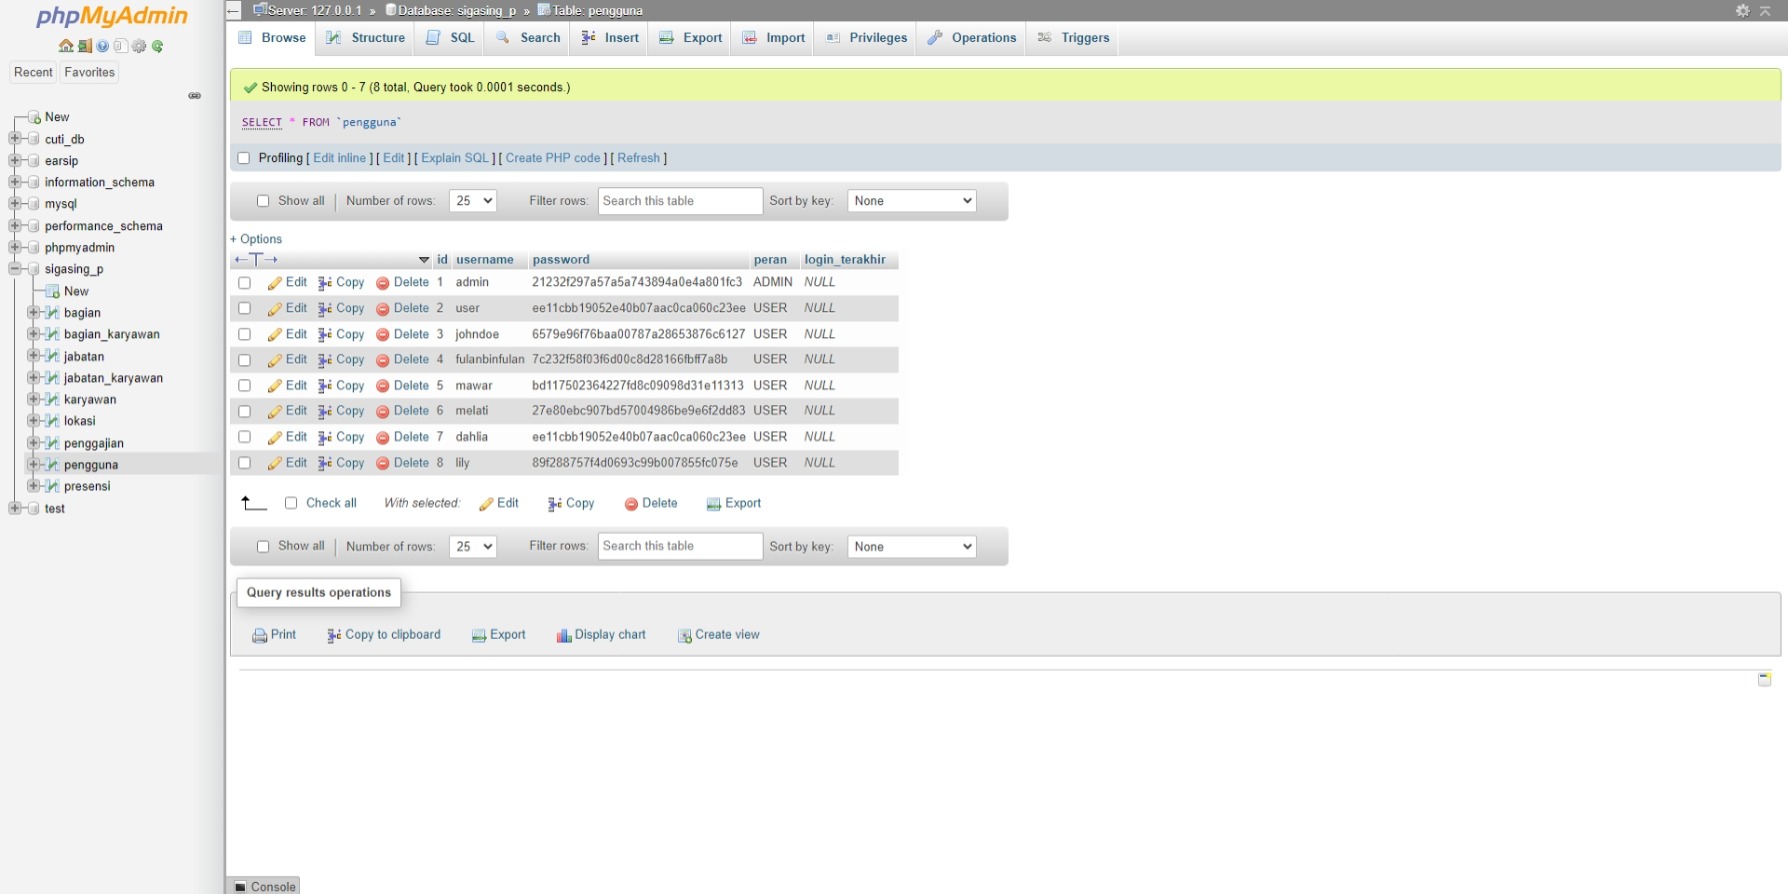 phpMyAdmin
Recent Favorites
New
cuti_db
earsip
information_schema
mysql
performance_schema
phpmyadmin
sigasing_p
New
bagian
bagian_karyawan
jabatan
jabatan_karyawan
karyawan
lokasi
penggajian
pengguna
presensi
test
Server: 127.0.0.1 » Database: sigasing_p » Table: pengguna
Browse Structure SQL Search Insert Export Import Privileges Operations Triggers
Showing rows 0 - 7 (8 total, Query took 0.0001 seconds.)
SELECT * FROM `pengguna`
Profiling [ Edit inline ] [ Edit ] [ Explain SQL ] [ Create PHP code ] [ Refresh ]
Show all Number of rows: 25 Filter rows: Search this table Sort by key: None
+ Options
←T→ id username password peran login_terakhir
Edit Copy Delete 1 admin 21232f297a57a5a743894a0e4a801fc3 ADMIN NULL
Edit Copy Delete 2 user ee11cbb19052e40b07aac0ca060c23ee USER NULL
Edit Copy Delete 3 johndoe 6579e96f76baa00787a28653876c6127 USER NULL
Edit Copy Delete 4 fulanbinfulan 7c232f58f03f6d00c8d28166fbff7a8b USER NULL
Edit Copy Delete 5 mawar bd117502364227fd8c09098d31e11313 USER NULL
Edit Copy Delete 6 melati 27e80ebc907bd57004986be9e6f2dd83 USER NULL
Edit Copy Delete 7 dahlia ee11cbb19052e40b07aac0ca060c23ee USER NULL
Edit Copy Delete 8 lily 89f288757f4d0693c99b007855fc075e USER NULL
Check all With selected: Edit Copy Delete Export
Show all Number of rows: 25 Filter rows: Search this table Sort by key: None
Query results operations
Print Copy to clipboard Export Display chart Create view
Console